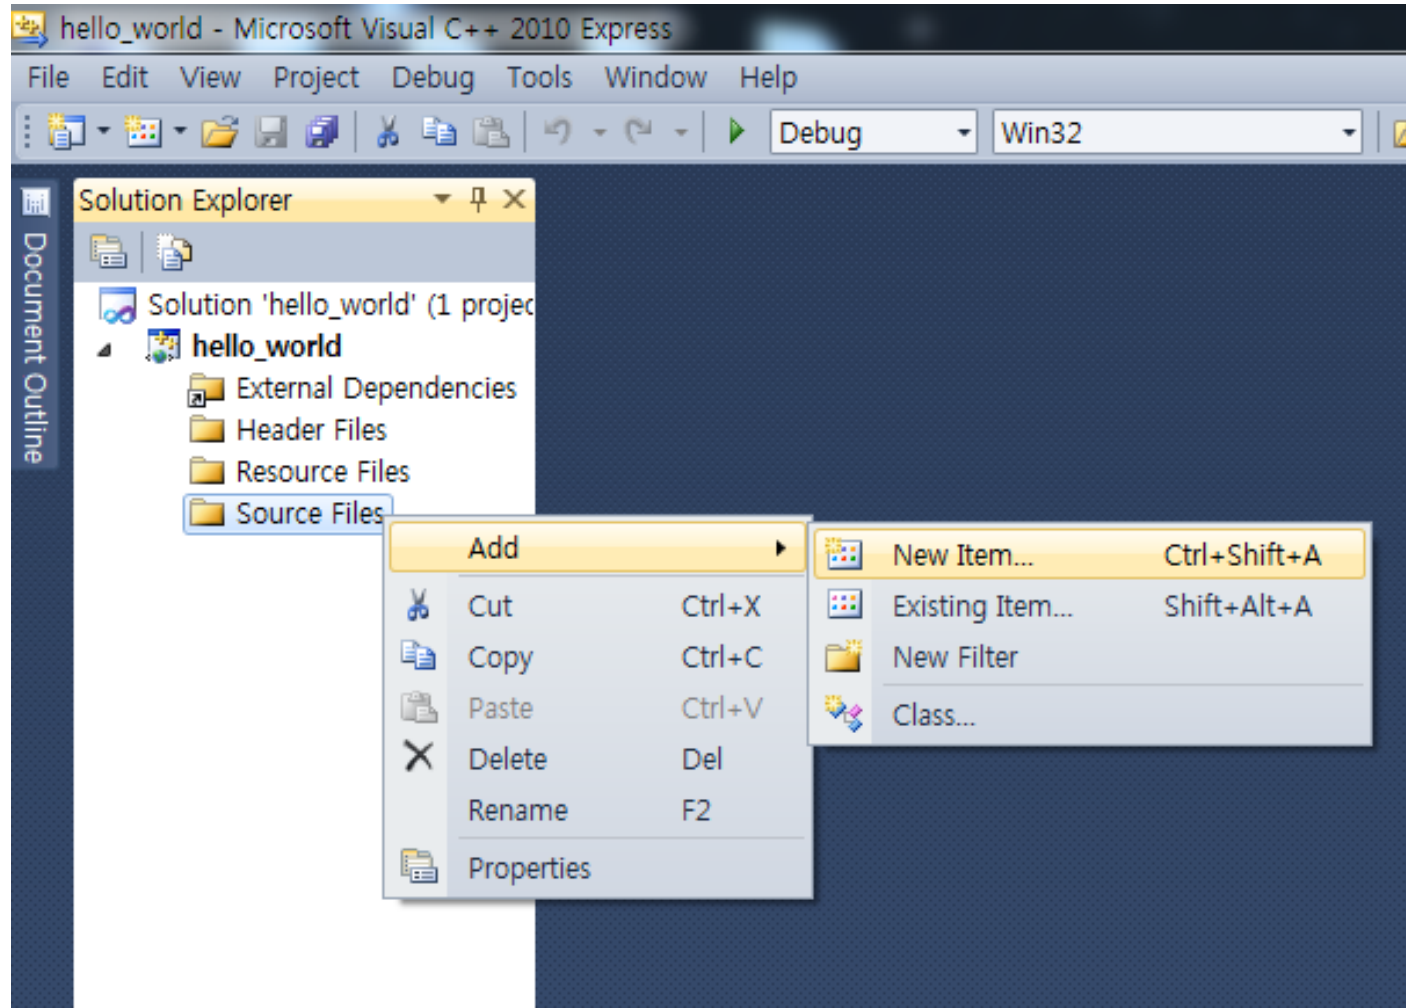 hello_world - Microsoft Visual C++ 2010 Express
File Edit View Project Debug Tools Window Help
Debug Win32
Solution Explorer
Document Outline
Solution 'hello_world' (1 projec
hello_world
External Dependencies
Header Files
Resource Files
Source Files
Add
Cut Ctrl+X
Copy Ctrl+C
Paste Ctrl+V
Delete Del
Rename F2
Properties
New Item... Ctrl+Shift+A
Existing Item... Shift+Alt+A
New Filter
Class...